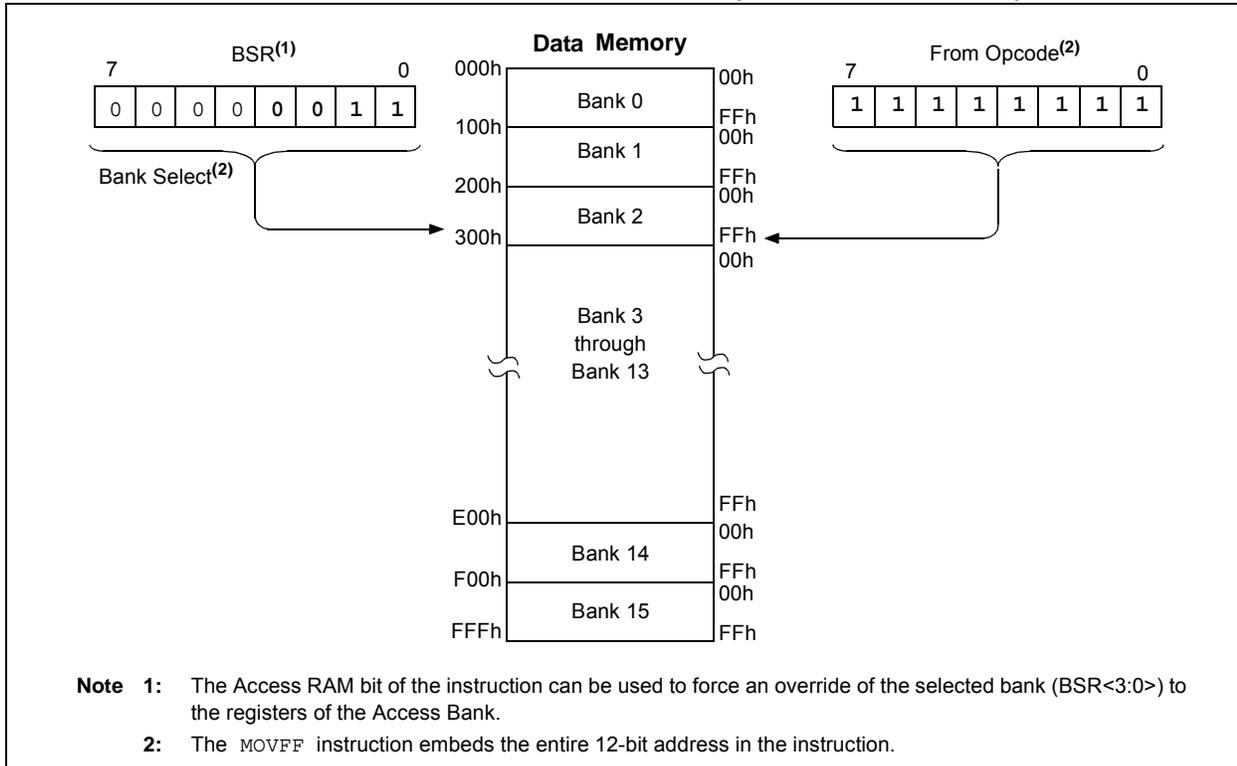 Data Memory
BSR(1)
From Opcode(2)
7 0
7 0
0 0 0 0 0 0 1 1
1 1 1 1 1 1 1 1
Bank Select(2)
000h
00h
Bank 0
FFh
100h
00h
Bank 1
FFh
200h
00h
Bank 2
FFh
300h
00h
Bank 3
through
Bank 13
FFh
E00h
00h
Bank 14
FFh
F00h
00h
Bank 15
FFFh
FFh
Note 1: The Access RAM bit of the instruction can be used to force an override of the selected bank (BSR<3:0>) to
the registers of the Access Bank.
2: The MOVFF instruction embeds the entire 12-bit address in the instruction.